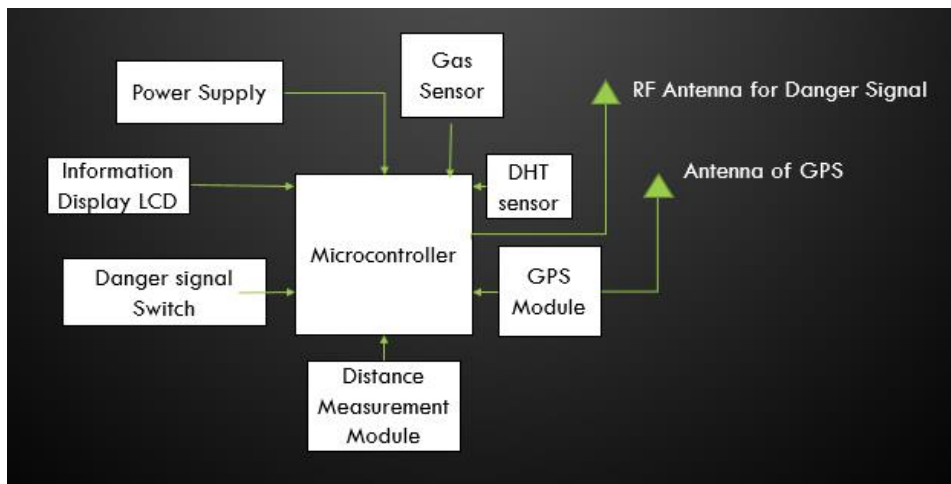 Gas
Sensor
Power Supply
RF Antenna for Danger Signal
Information
Display LCD
DHT
sensor
Antenna of GPS
Microcontroller
Danger signal
Switch
GPS
Module
Distance
Measurement
Module